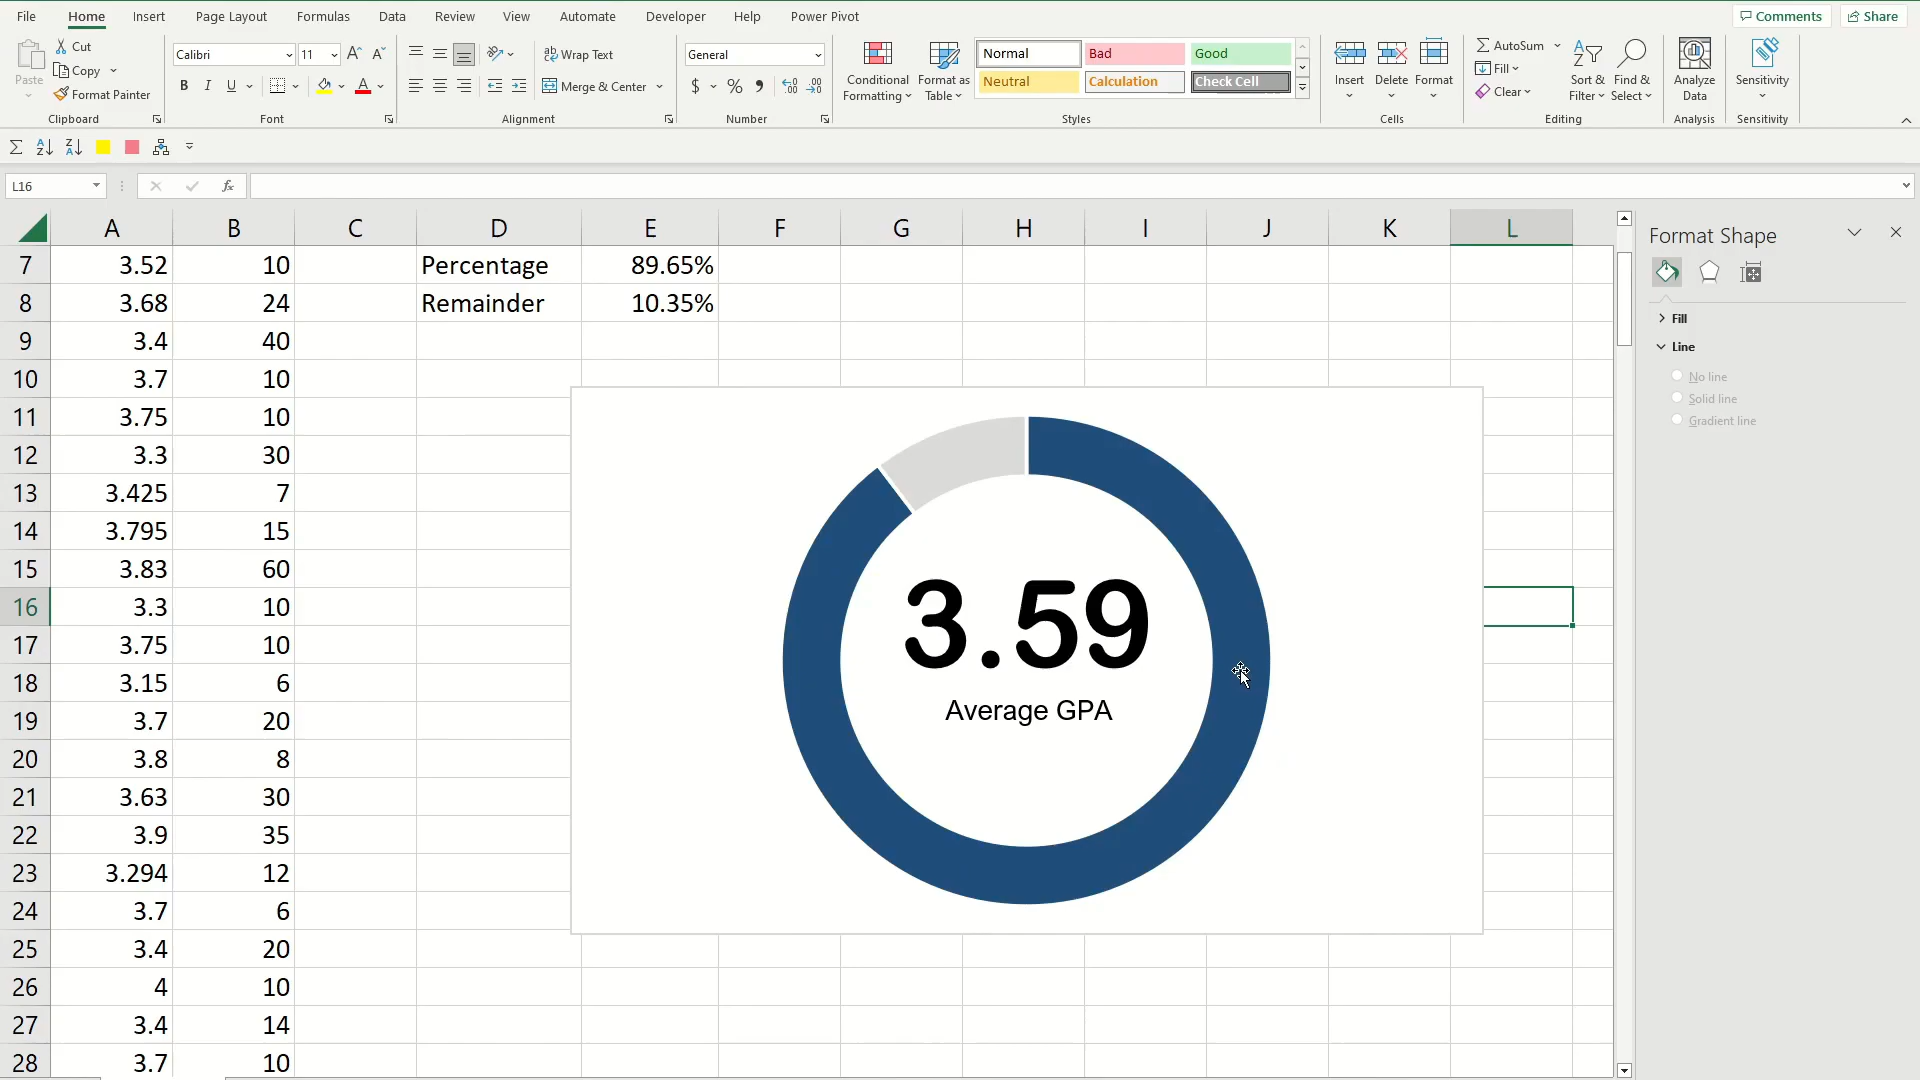 File Home Insert Page Layout Formulas Data Review View Automate Developer Help Power Pivot Comments Share
Paste Cut Copy Format Painter
Calibri 11 A A
B I U A
Wrap Text
Merge & Center
General
$ % 9
Conditional Formatting Format as Table
Normal Bad Good
Neutral Calculation Check Cell
Insert Delete Format
AutoSum Fill Clear
Sort & Filter Find & Select
Analyze Data
Sensitivity
Clipboard Font Alignment Number Styles Cells Editing Analysis Sensitivity
L16 fx
A B C D E F G H I J K L
7 3.52 10 Percentage 89.65%
8 3.68 24 Remainder 10.35%
9 3.4 40
10 3.7 10
11 3.75 10
12 3.3 30
13 3.425 7
14 3.795 15
15 3.83 60
16 3.3 10
17 3.75 10
18 3.15 6
19 3.7 20
20 3.8 8
21 3.63 30
22 3.9 35
23 3.294 12
24 3.7 6
25 3.4 20
26 4 10
27 3.4 14
28 3.7 10
3.59
Average GPA
Format Shape
Fill
Line
No line
Solid line
Gradient line